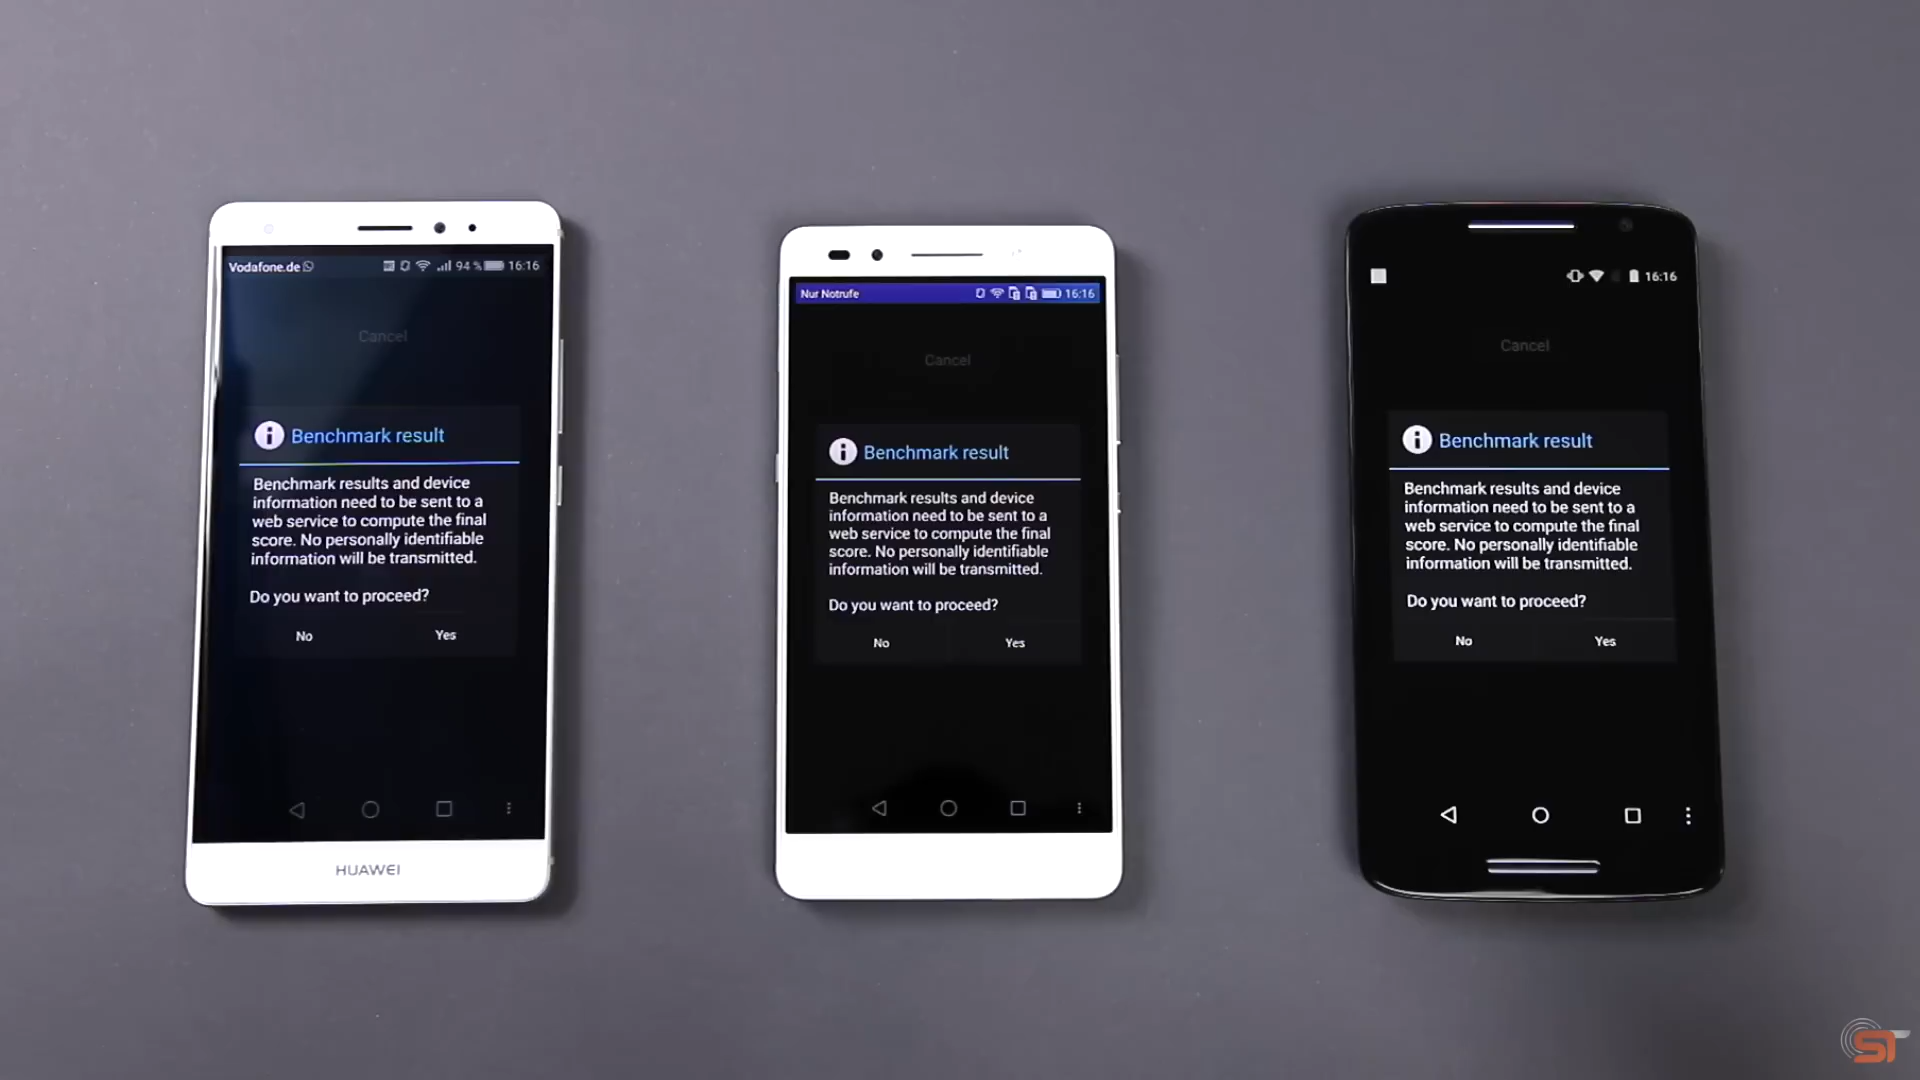 Vodafone.de
94 % 16:16
Cancel
Benchmark result
Benchmark results and device
information need to be sent to a
web service to compute the final
score. No personally identifiable
information will be transmitted.
Do you want to proceed?
No Yes
HUAWEI
Nur Notrufe 16:16
Cancel
Benchmark result
Benchmark results and device
information need to be sent to a
web service to compute the final
score. No personally identifiable
information will be transmitted.
Do you want to proceed?
No Yes
16:16
Cancel
Benchmark result
Benchmark results and device
information need to be sent to a
web service to compute the final
score. No personally identifiable
information will be transmitted.
Do you want to proceed?
No Yes
ST